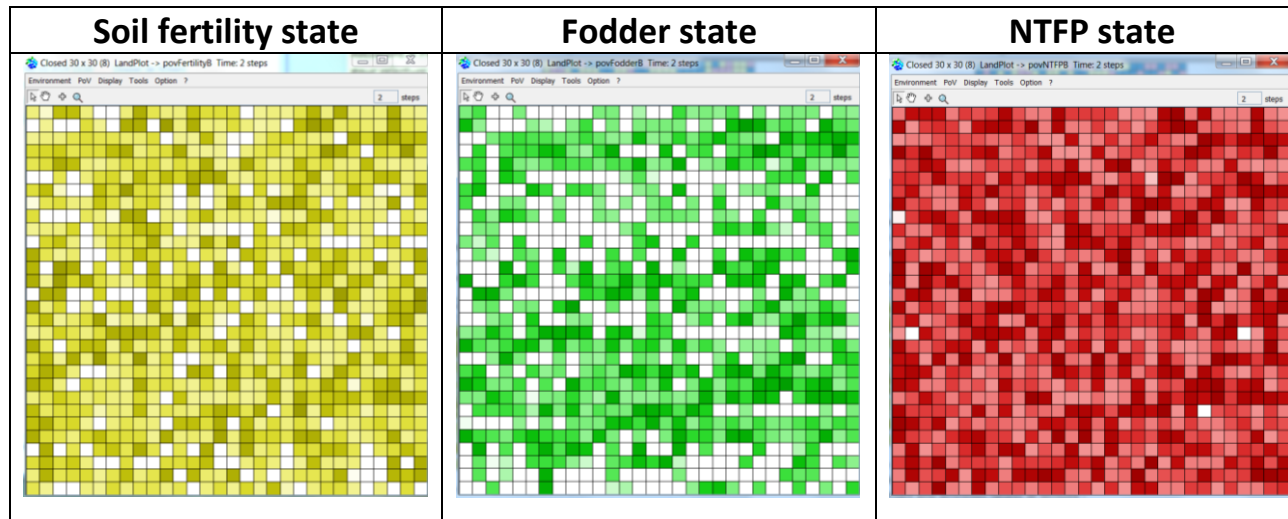 Soil fertility state
Fodder state
NTFP state
Closed 30 x 30 (8) LandPlot -> povFertilityB Time: 2 steps
Environment PoV Display Tools Option ?
2 steps
Closed 30 x 30 (8) LandPlot -> povFodderB Time: 2 steps
Environment PoV Display Tools Option ?
2 steps
Closed 30 x 30 (8) LandPlot -> povNTFPB Time: 2 steps
Environment PoV Display Tools Option ?
2 steps